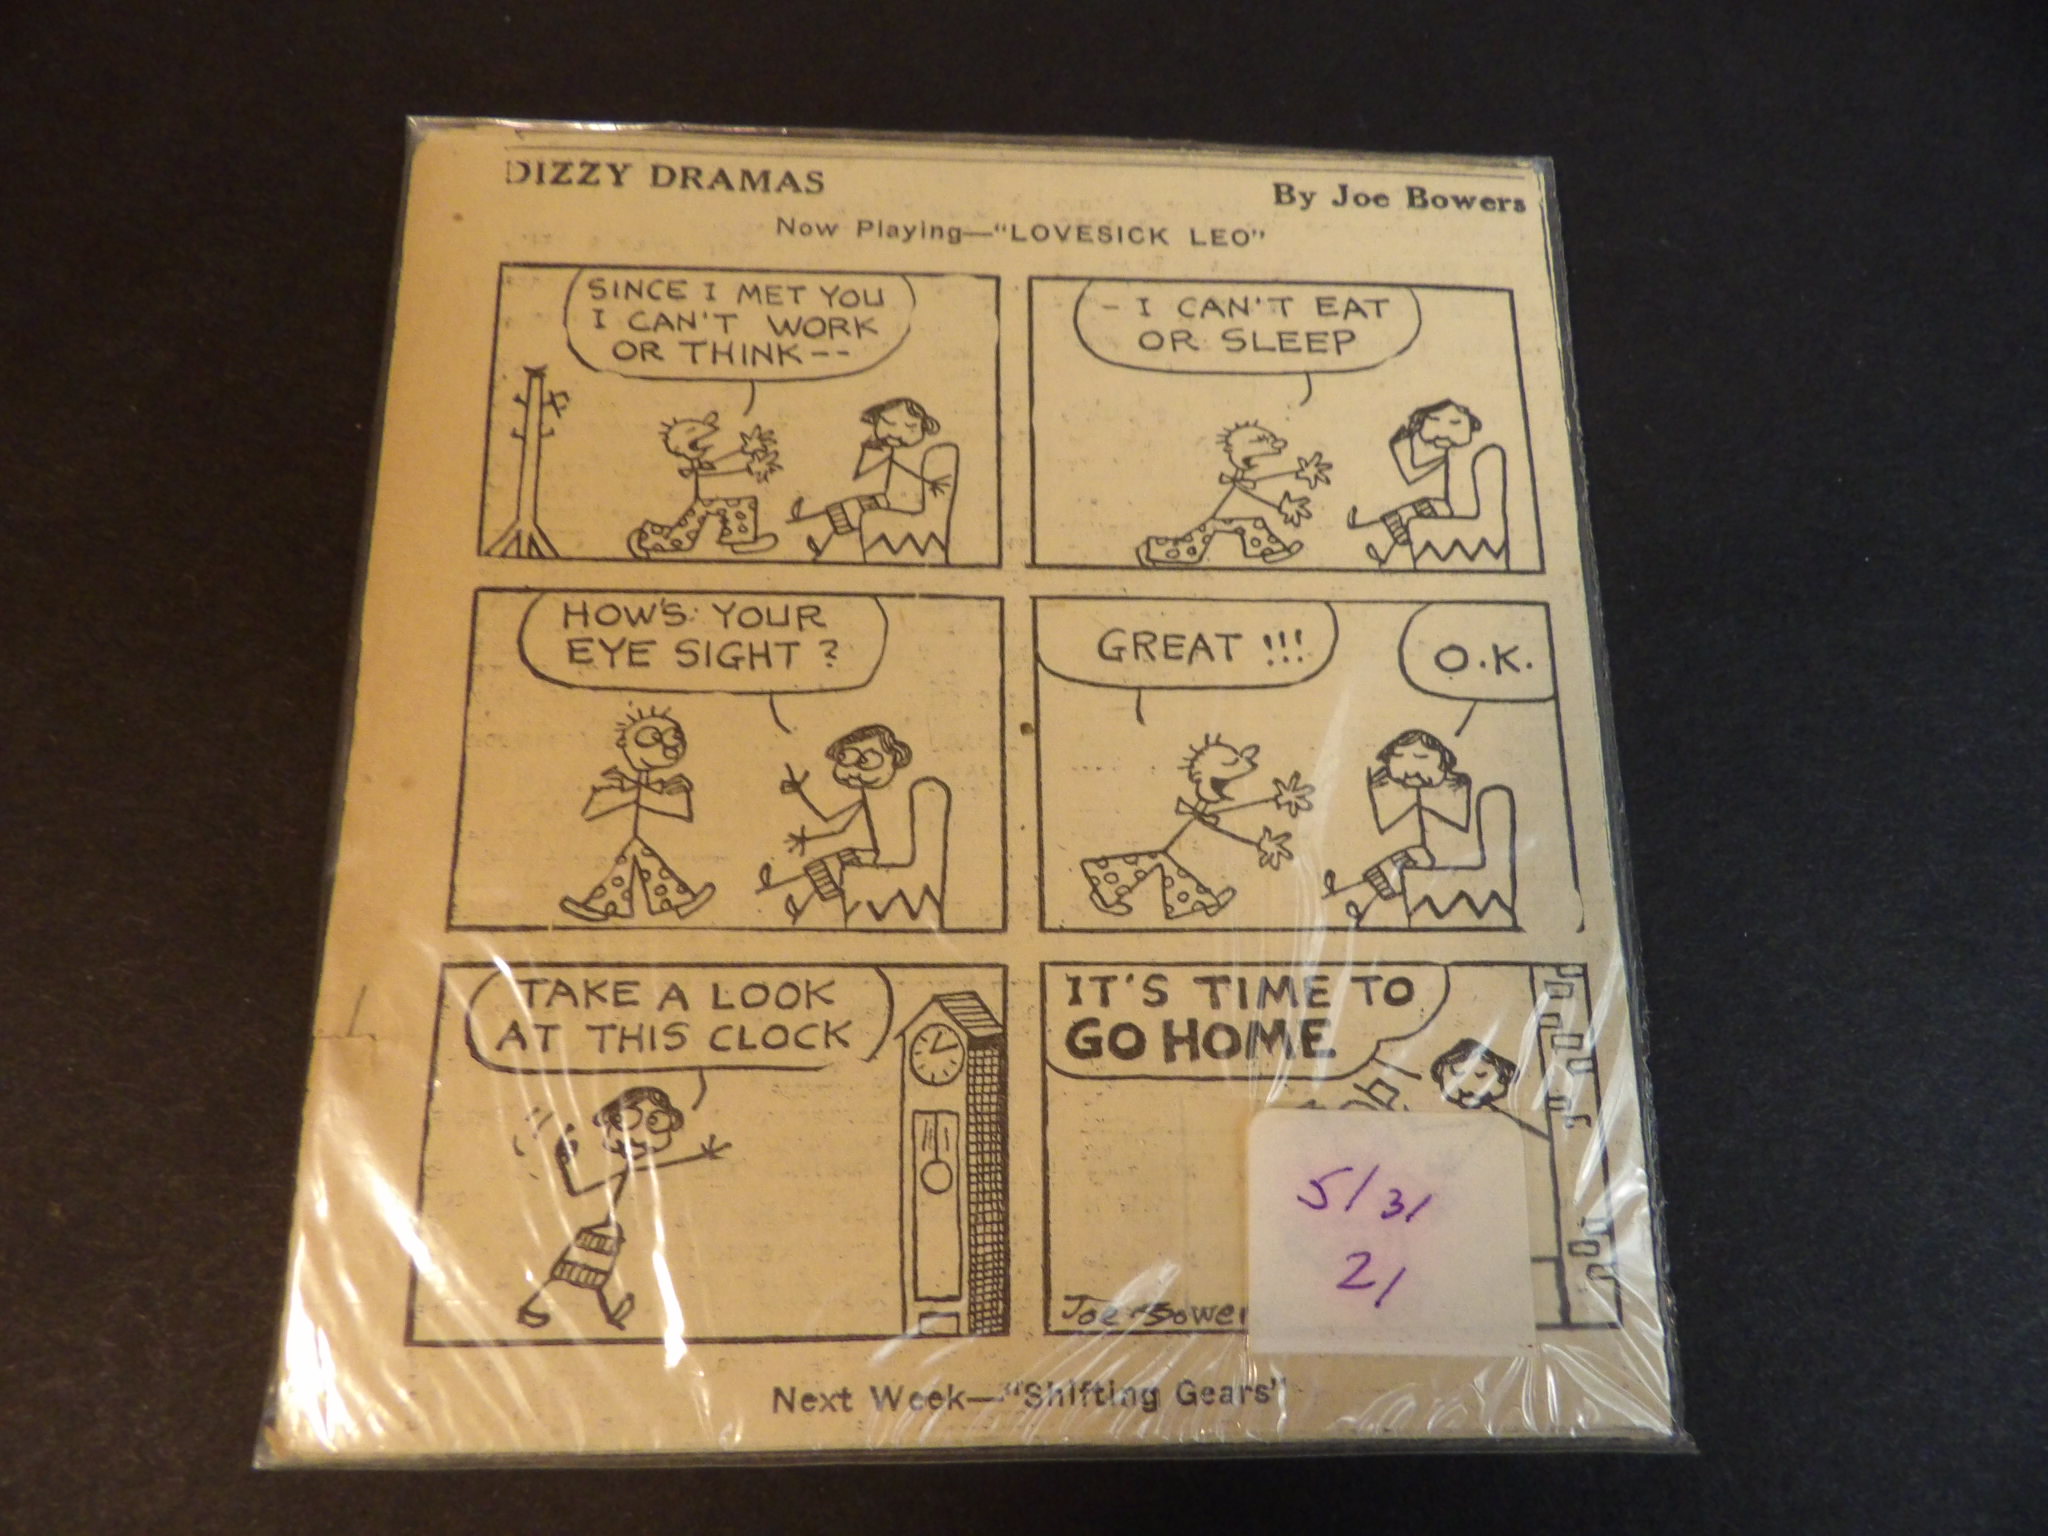 DIZZY DRAMAS
By Joe Bowers
Now Playing—"LOVESICK LEO"
SINCE I MET YOU
I CAN'T WORK
OR THINK--
- I CAN'T EAT
OR SLEEP
HOW'S YOUR
EYE SIGHT ?
GREAT !!!
O.K.
TAKE A LOOK
AT THIS CLOCK
IT'S TIME TO
GO HOME
5/31
21
Joe Bower
Next Week—"Shifting Gears"